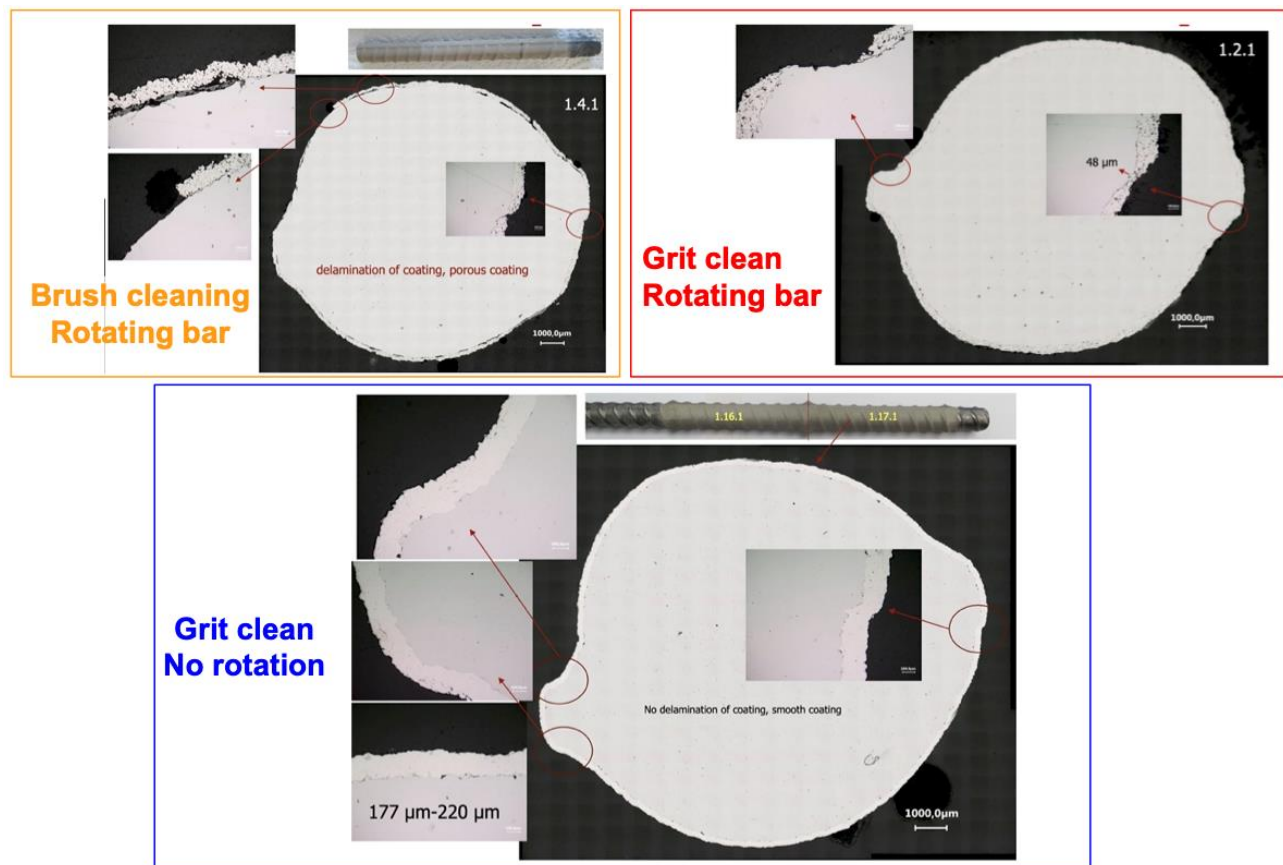 1.4.1
delamination of coating, porous coating
1000,0µm
Brush cleaning
Rotating bar
1.2.1
48 µm
1000,0µm
Grit clean
Rotating bar
1.16.1
1.17.1
No delamination of coating, smooth coating
177 µm-220 µm
1000,0µm
Grit clean
No rotation